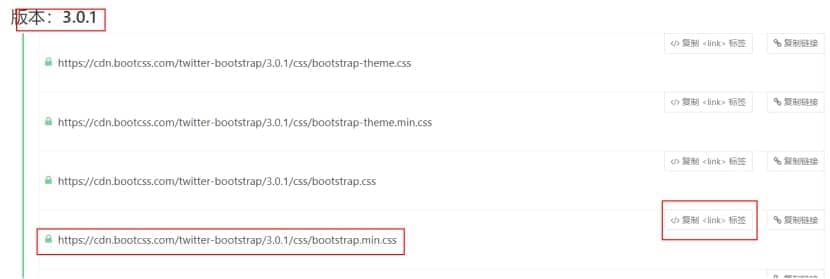 版本：3.0.1
</> 复制 <link> 标签 复制链接
https://cdn.bootcss.com/twitter-bootstrap/3.0.1/css/bootstrap-theme.css
</> 复制 <link> 标签 复制链接
https://cdn.bootcss.com/twitter-bootstrap/3.0.1/css/bootstrap-theme.min.css
</> 复制 <link> 标签 复制链接
https://cdn.bootcss.com/twitter-bootstrap/3.0.1/css/bootstrap.css
</> 复制 <link> 标签 复制链接
https://cdn.bootcss.com/twitter-bootstrap/3.0.1/css/bootstrap.min.css